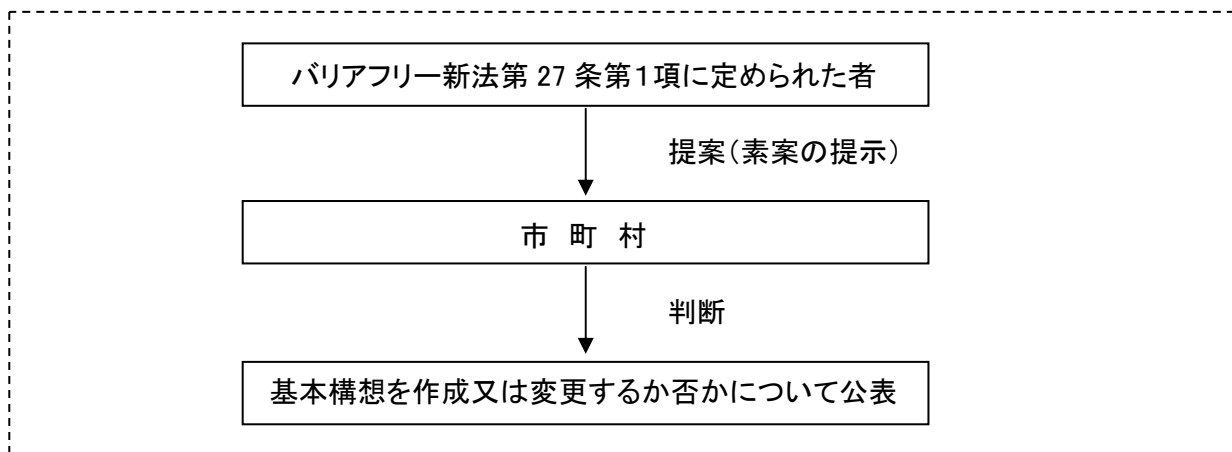 バリアフリー新法第 27 条第１項に定められた者
提案（素案の提示）
市 町 村
判断
基本構想を作成又は変更するか否かについて公表